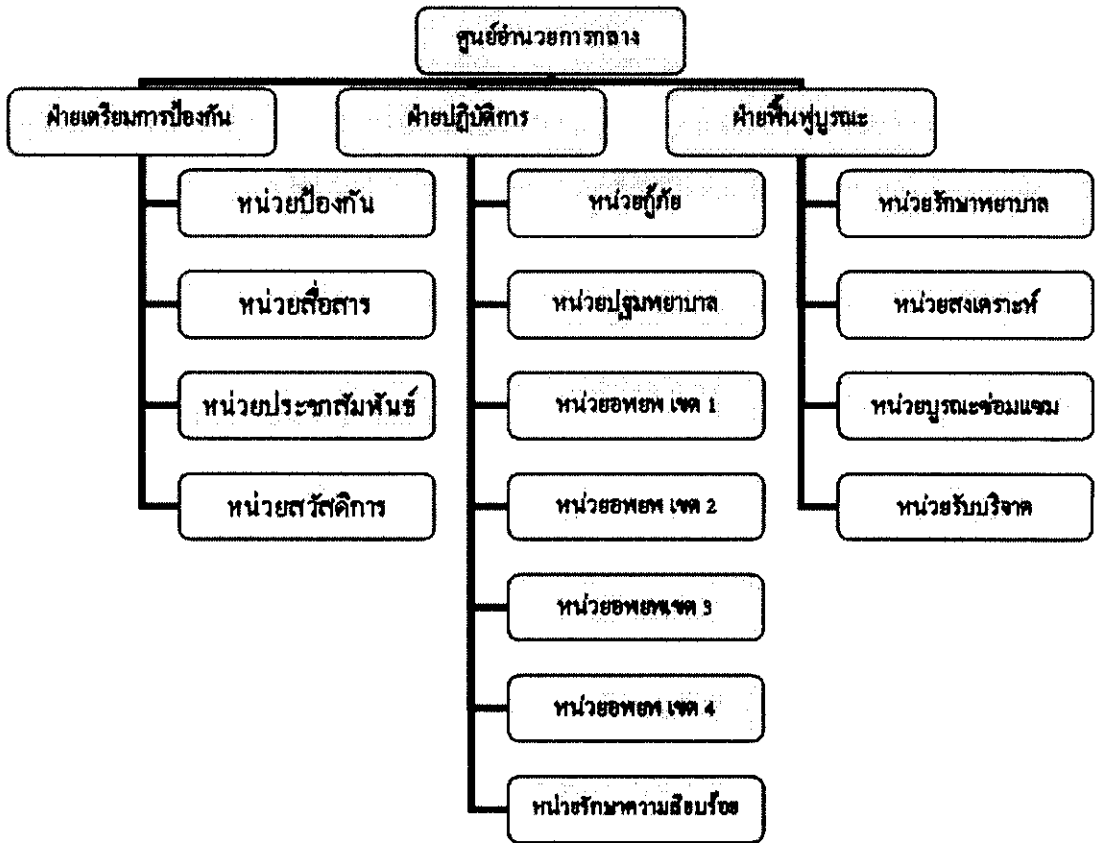 ศูนย์อำนวยการกลาง
ฝ่ายเตรียมการป้องกัน
ฝ่ายปฏิบัติการ
ฝ่ายฟื้นฟูบูรณะ
หน่วยป้องกัน
หน่วยสื่อสาร
หน่วยประชาสัมพันธ์
หน่วยสวัสดิการ
หน่วยกู้ภัย
หน่วยปฐมพยาบาล
หน่วยอพยพ เขต 1
หน่วยอพยพ เขต 2
หน่วยอพยพเขต 3
หน่วยอพยพ เขต 4
หน่วยรักษาความสงบร้อย
หน่วยรักษาพยาบาล
หน่วยสงเคราะห์
หน่วยบูรณะซ่อมแซม
หน่วยรับบริจาค